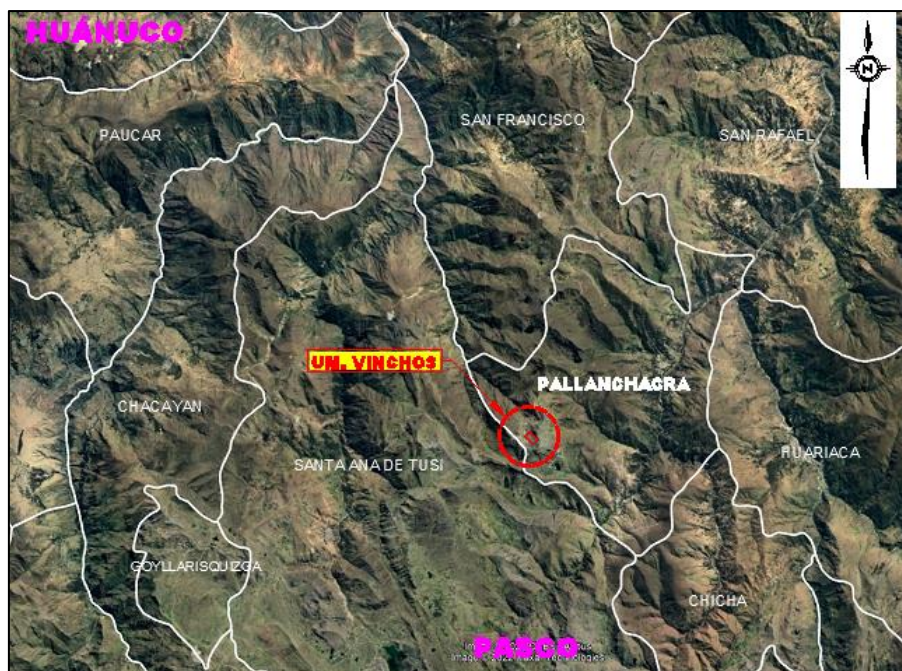 HUÁNUCO
N
PAUCAR
SAN FRANCISCO
SAN RAFAEL
UM. VINCHOS
PALLANCHACRA
CHACAYAN
SANTA ANA DE TUSI
HUARIACA
GOYLLARISQUIZGA
CHICHA
PASCO